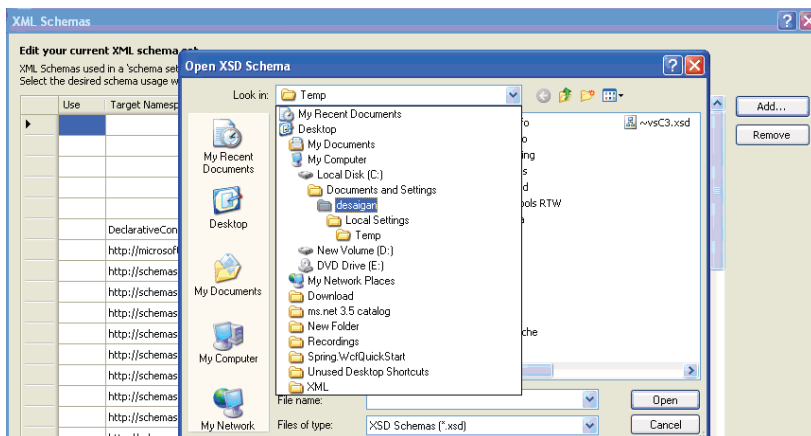 XML Schemas
Edit your current XML schema set
XML Schemas used in a 'schema set
Select the desired schema usage w
Use Target Namesp
DeclarativeCon
http://microsoft
http://schemas
http://schemas
http://schemas
http://schemas
http://schemas
http://schemas
http://schemas
http://schemas
Add...
Remove
Open XSD Schema
Look in: Temp
My Recent Documents
Desktop
My Documents
My Computer
Local Disk (C:)
Documents and Settings
desaigan
Local Settings
Temp
New Volume (D:)
DVD Drive (E:)
My Network Places
Download
ms.net 3.5 catalog
New Folder
Recordings
Spring.WcfQuickStart
Unused Desktop Shortcuts
XML
My Recent
Documents
Desktop
My Documents
My Computer
My Network
fo
o
ing
s
d
ols RTW
che
~vsC3.xsd
File name:
Open
Files of type: XSD Schemas (*.xsd)
Cancel